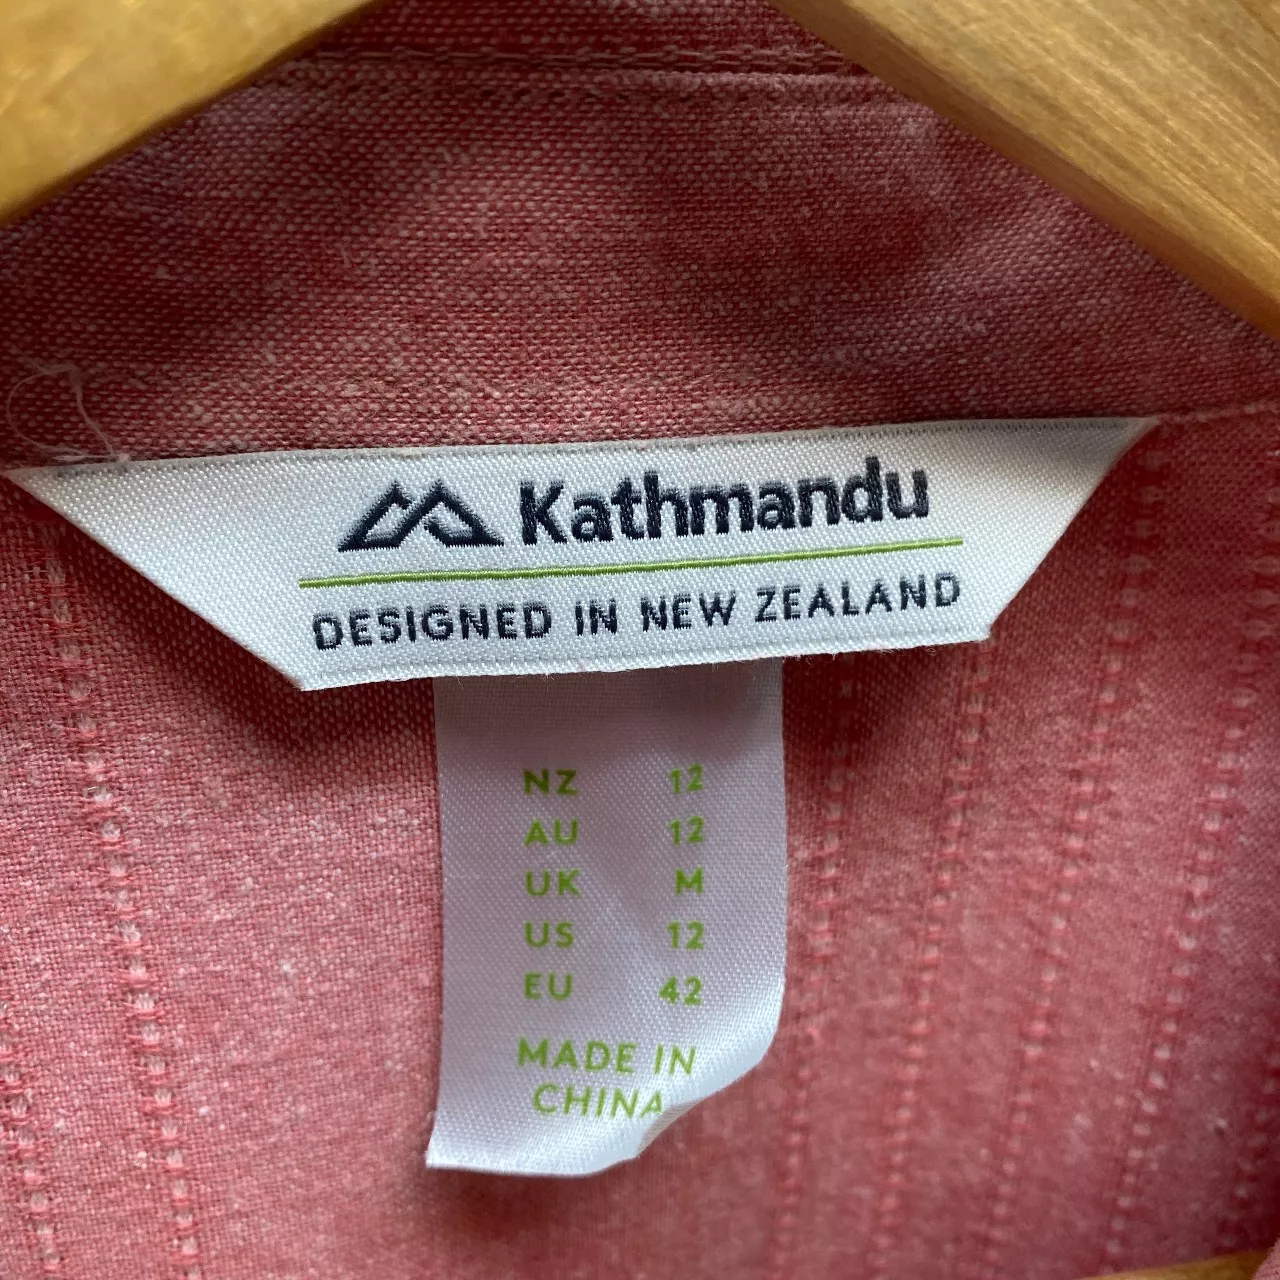 Kathmandu
DESIGNED IN NEW ZEALAND
NZ 12
AU 12
UK M
US 12
EU 42
MADE IN
CHINA